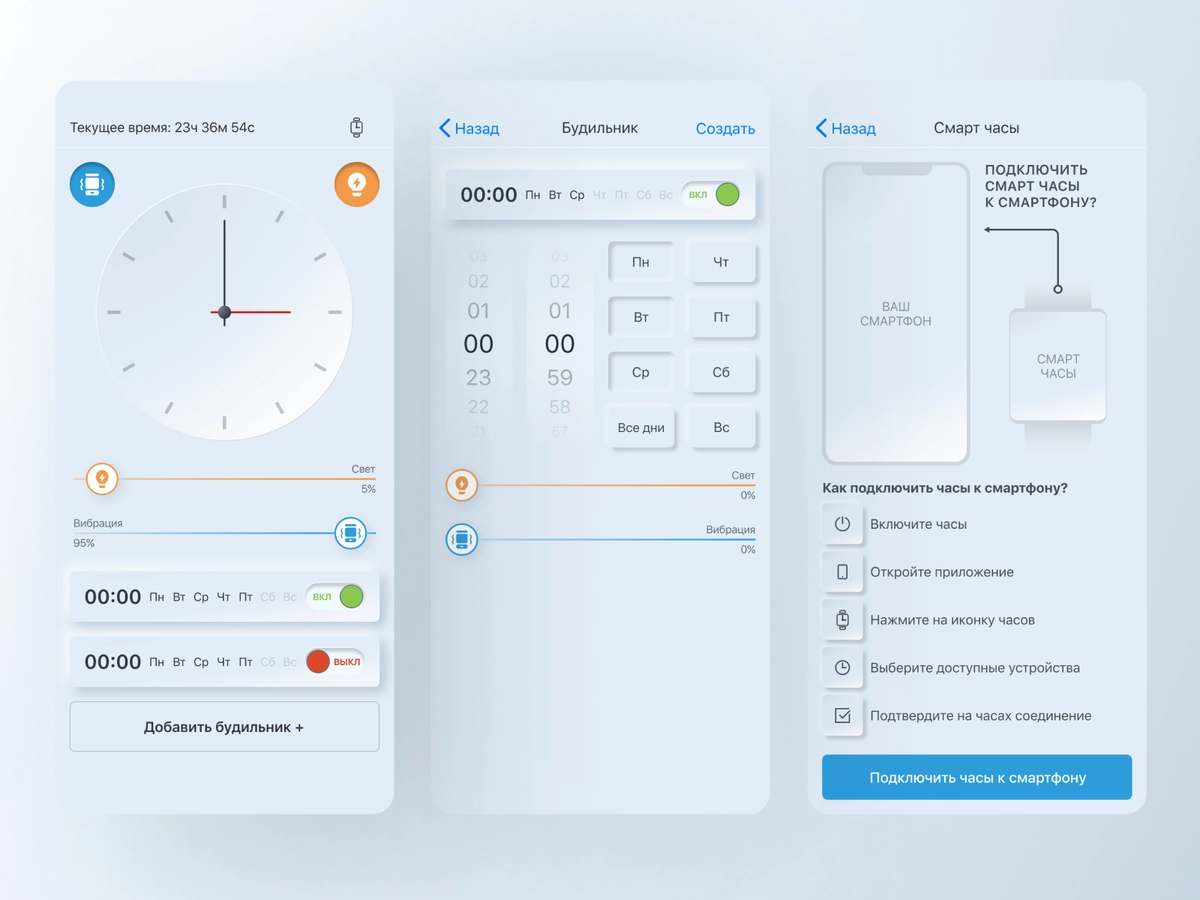 Текущее время: 23ч 36м 54с
Свет
5%
Вибрация
95%
00:00 Пн Вт Ср Чт Пт Сб Вс ВКЛ
00:00 Пн Вт Ср Чт Пт Сб Вс ВЫКЛ
Добавить будильник +
Назад Будильник Создать
00:00 Пн Вт Ср Чт Пт Сб Вс ВКЛ
03 03
02 02
01 01
00 00
23 59
22 58
21 57
Пн Чт
Вт Пт
Ср Сб
Все дни Вс
Свет
0%
Вибрация
0%
Назад Смарт часы
ПОДКЛЮЧИТЬ
СМАРТ ЧАСЫ
К СМАРТФОНУ?
ВАШ
СМАРТФОН
СМАРТ
ЧАСЫ
Как подключить часы к смартфону?
Включите часы
Откройте приложение
Нажмите на иконку часов
Выберите доступные устройства
Подтвердите на часах соединение
Подключить часы к смартфону